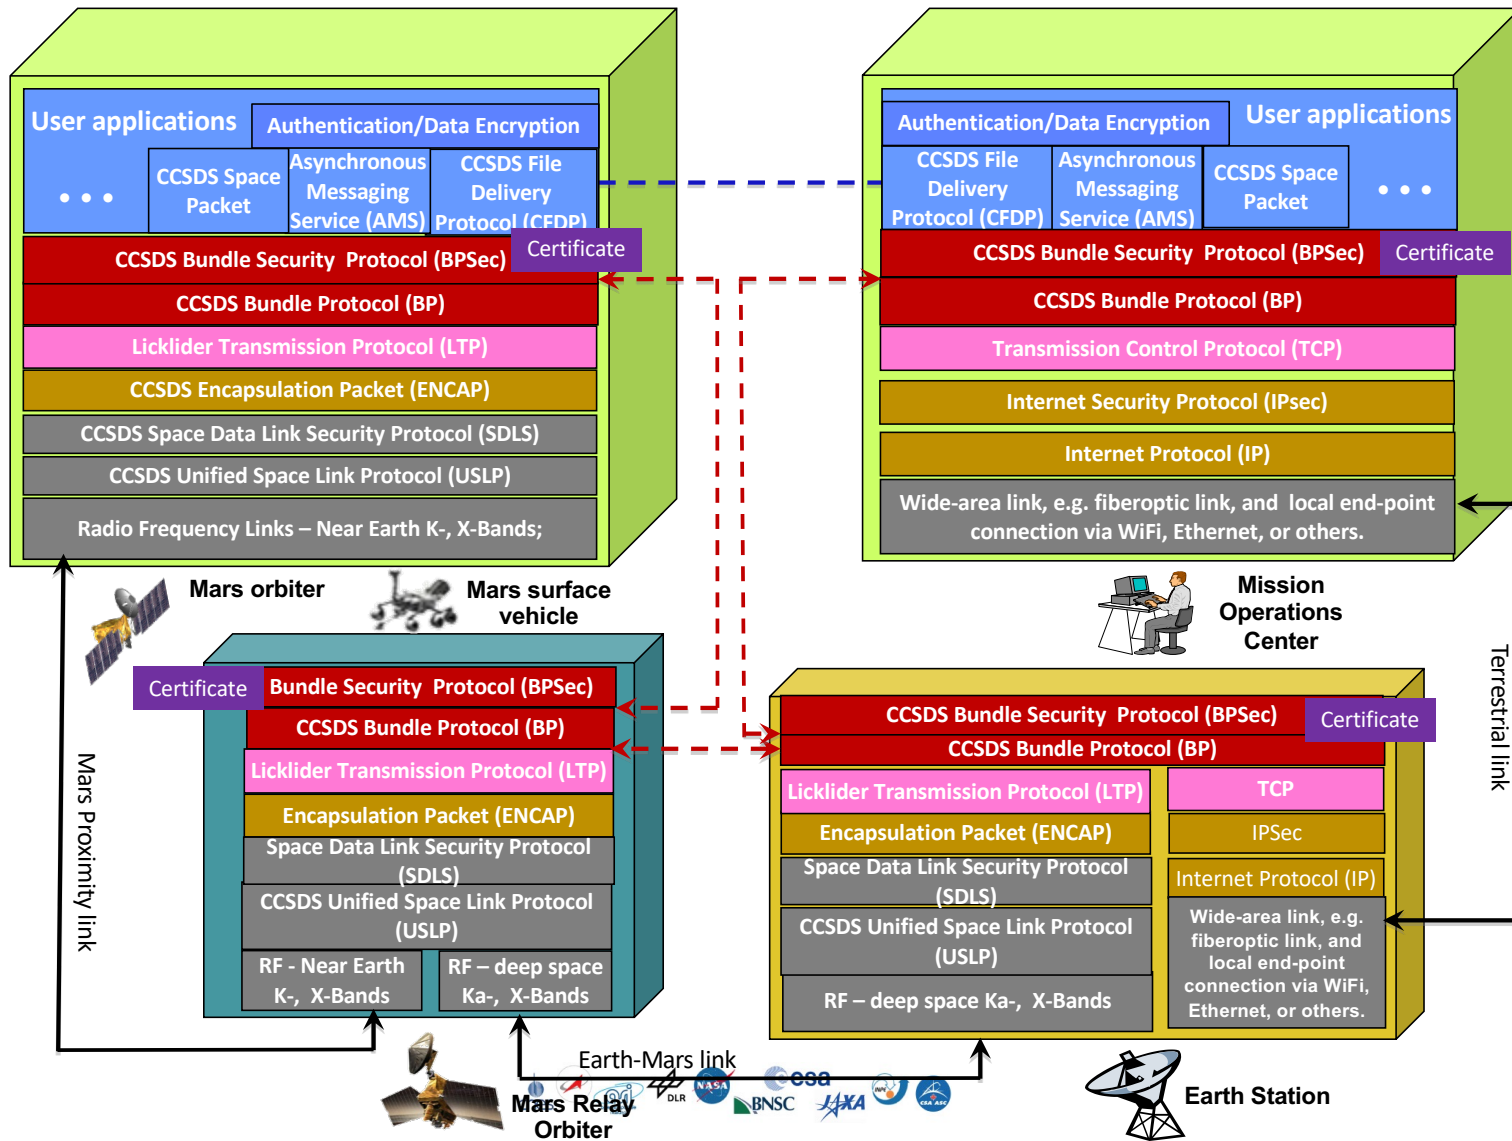 User applications
Authentication/Data Encryption
• • •
CCSDS Space
Packet
Asynchronous
Messaging
Service (AMS)
CCSDS File
Delivery
Protocol (CFDP)
Certificate
CCSDS Bundle Security Protocol (BPSec)
CCSDS Bundle Protocol (BP)
Licklider Transmission Protocol (LTP)
CCSDS Encapsulation Packet (ENCAP)
CCSDS Space Data Link Security Protocol (SDLS)
CCSDS Unified Space Link Protocol (USLP)
Radio Frequency Links – Near Earth K-, X-Bands;
Mars orbiter
Mars surface
vehicle
Authentication/Data Encryption
User applications
CCSDS File
Delivery
Protocol (CFDP)
Asynchronous
Messaging
Service (AMS)
CCSDS Space
Packet
• • •
CCSDS Bundle Security Protocol (BPSec)
Certificate
CCSDS Bundle Protocol (BP)
Transmission Control Protocol (TCP)
Internet Security Protocol (IPsec)
Internet Protocol (IP)
Wide-area link, e.g. fiberoptic link, and local end-point
connection via WiFi, Ethernet, or others.
Mission
Operations
Center
Terrestrial link
Mars Proximity link
Certificate
Bundle Security Protocol (BPSec)
CCSDS Bundle Protocol (BP)
Licklider Transmission Protocol (LTP)
Encapsulation Packet (ENCAP)
Space Data Link Security Protocol
(SDLS)
CCSDS Unified Space Link Protocol
(USLP)
RF - Near Earth
K-, X-Bands
RF – deep space
Ka-, X-Bands
CCSDS Bundle Security Protocol (BPSec)
Certificate
CCSDS Bundle Protocol (BP)
Licklider Transmission Protocol (LTP)
Encapsulation Packet (ENCAP)
Space Data Link Security Protocol
(SDLS)
CCSDS Unified Space Link Protocol
(USLP)
RF – deep space Ka-, X-Bands
TCP
IPSec
Internet Protocol (IP)
Wide-area link, e.g.
fiberoptic link, and
local end-point
connection via WiFi,
Ethernet, or others.
Earth-Mars link
Mars Relay
Orbiter
DLR
NASA
BNSC
esa
JAXA
INPE
CSA ASC
Earth Station